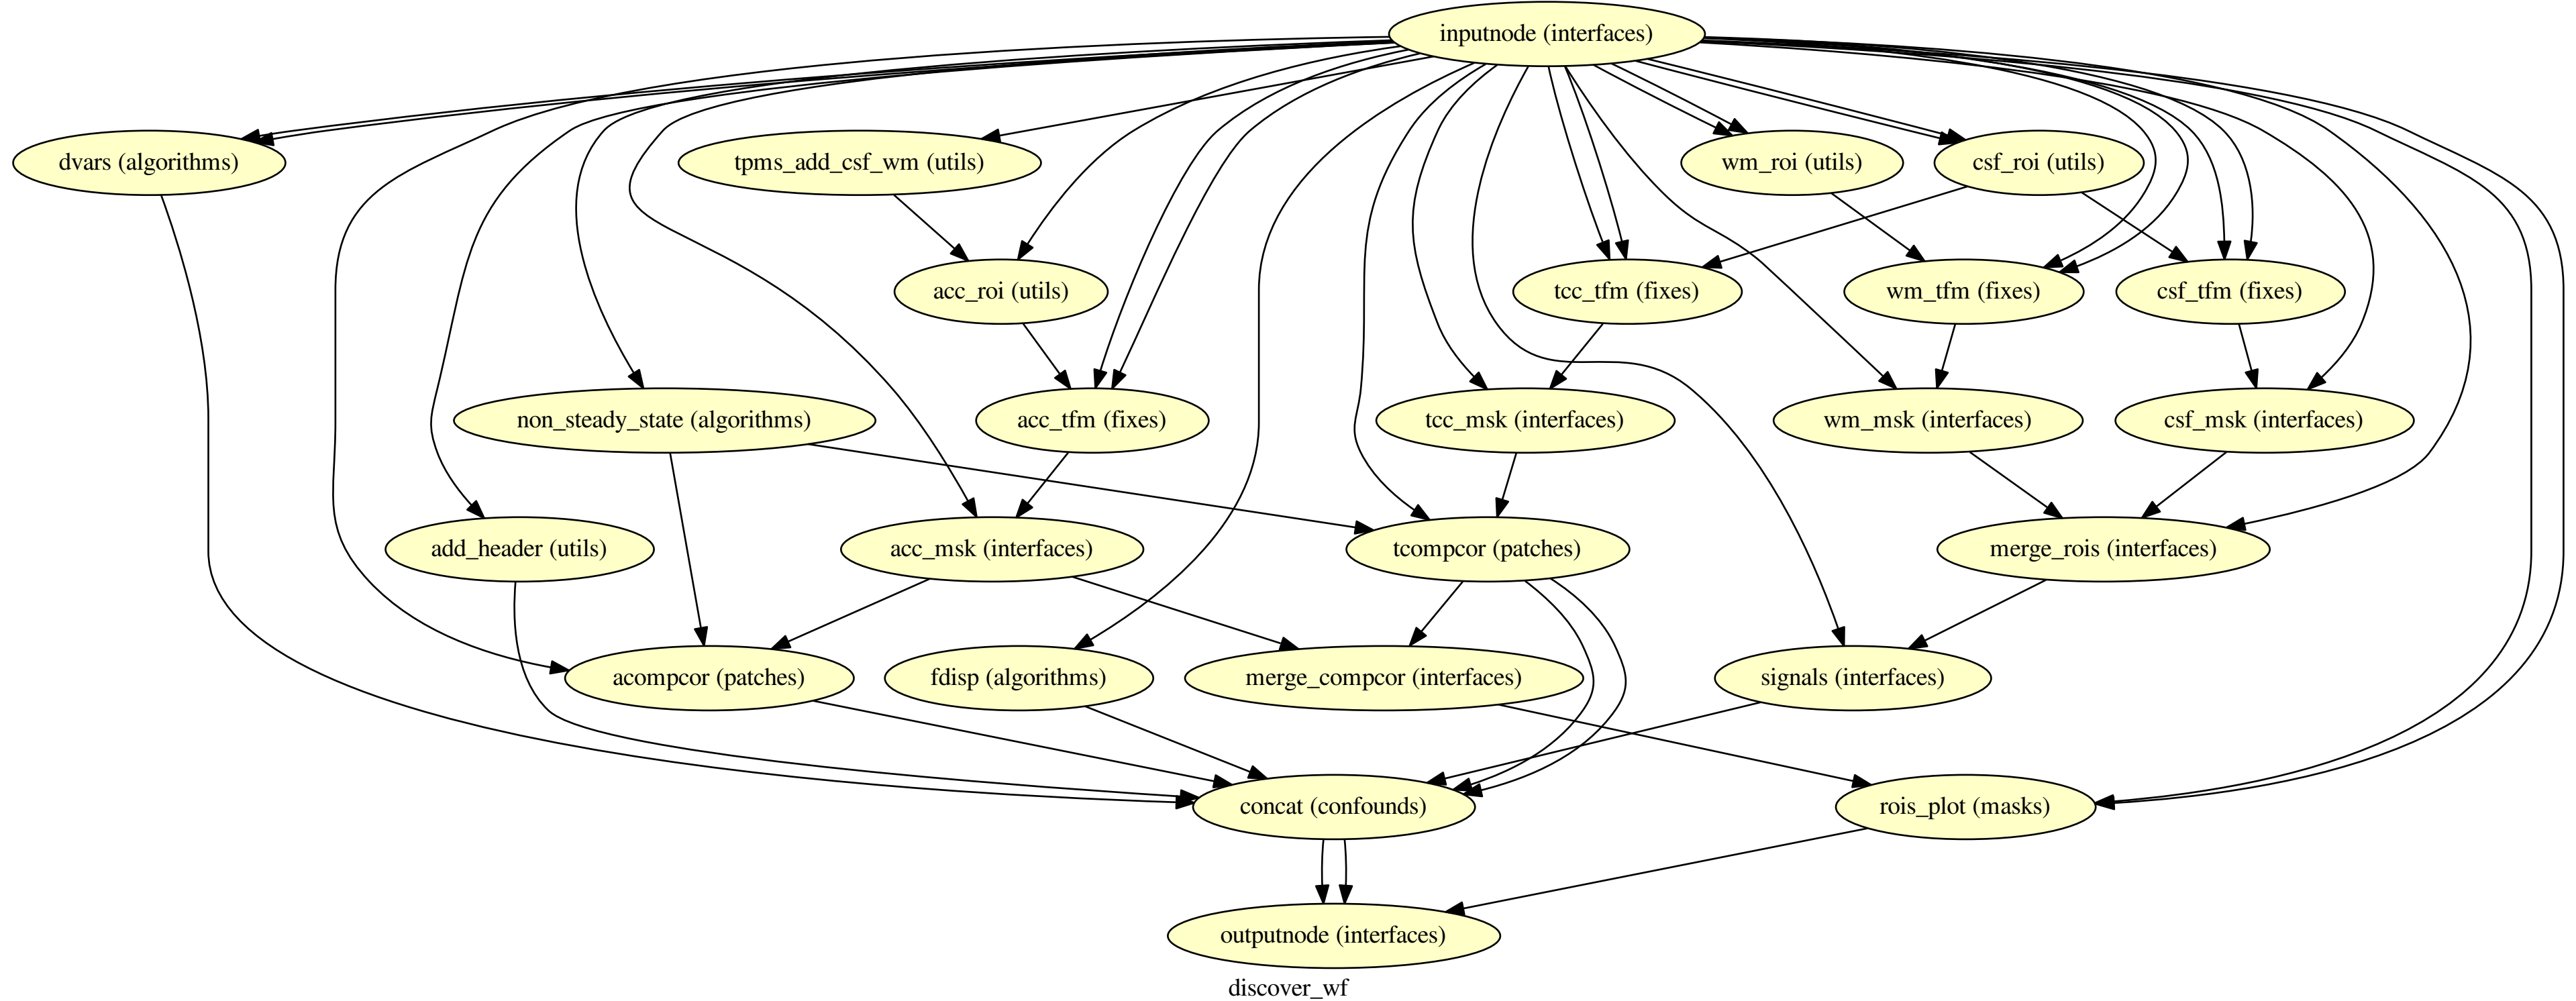 inputnode (interfaces)
dvars (algorithms)
tpms_add_csf_wm (utils)
wm_roi (utils)
csf_roi (utils)
acc_roi (utils)
tcc_tfm (fixes)
wm_tfm (fixes)
csf_tfm (fixes)
non_steady_state (algorithms)
acc_tfm (fixes)
tcc_msk (interfaces)
wm_msk (interfaces)
csf_msk (interfaces)
add_header (utils)
acc_msk (interfaces)
tcompcor (patches)
merge_rois (interfaces)
acompcor (patches)
fdisp (algorithms)
merge_compcor (interfaces)
signals (interfaces)
concat (confounds)
rois_plot (masks)
outputnode (interfaces)
discover_wf